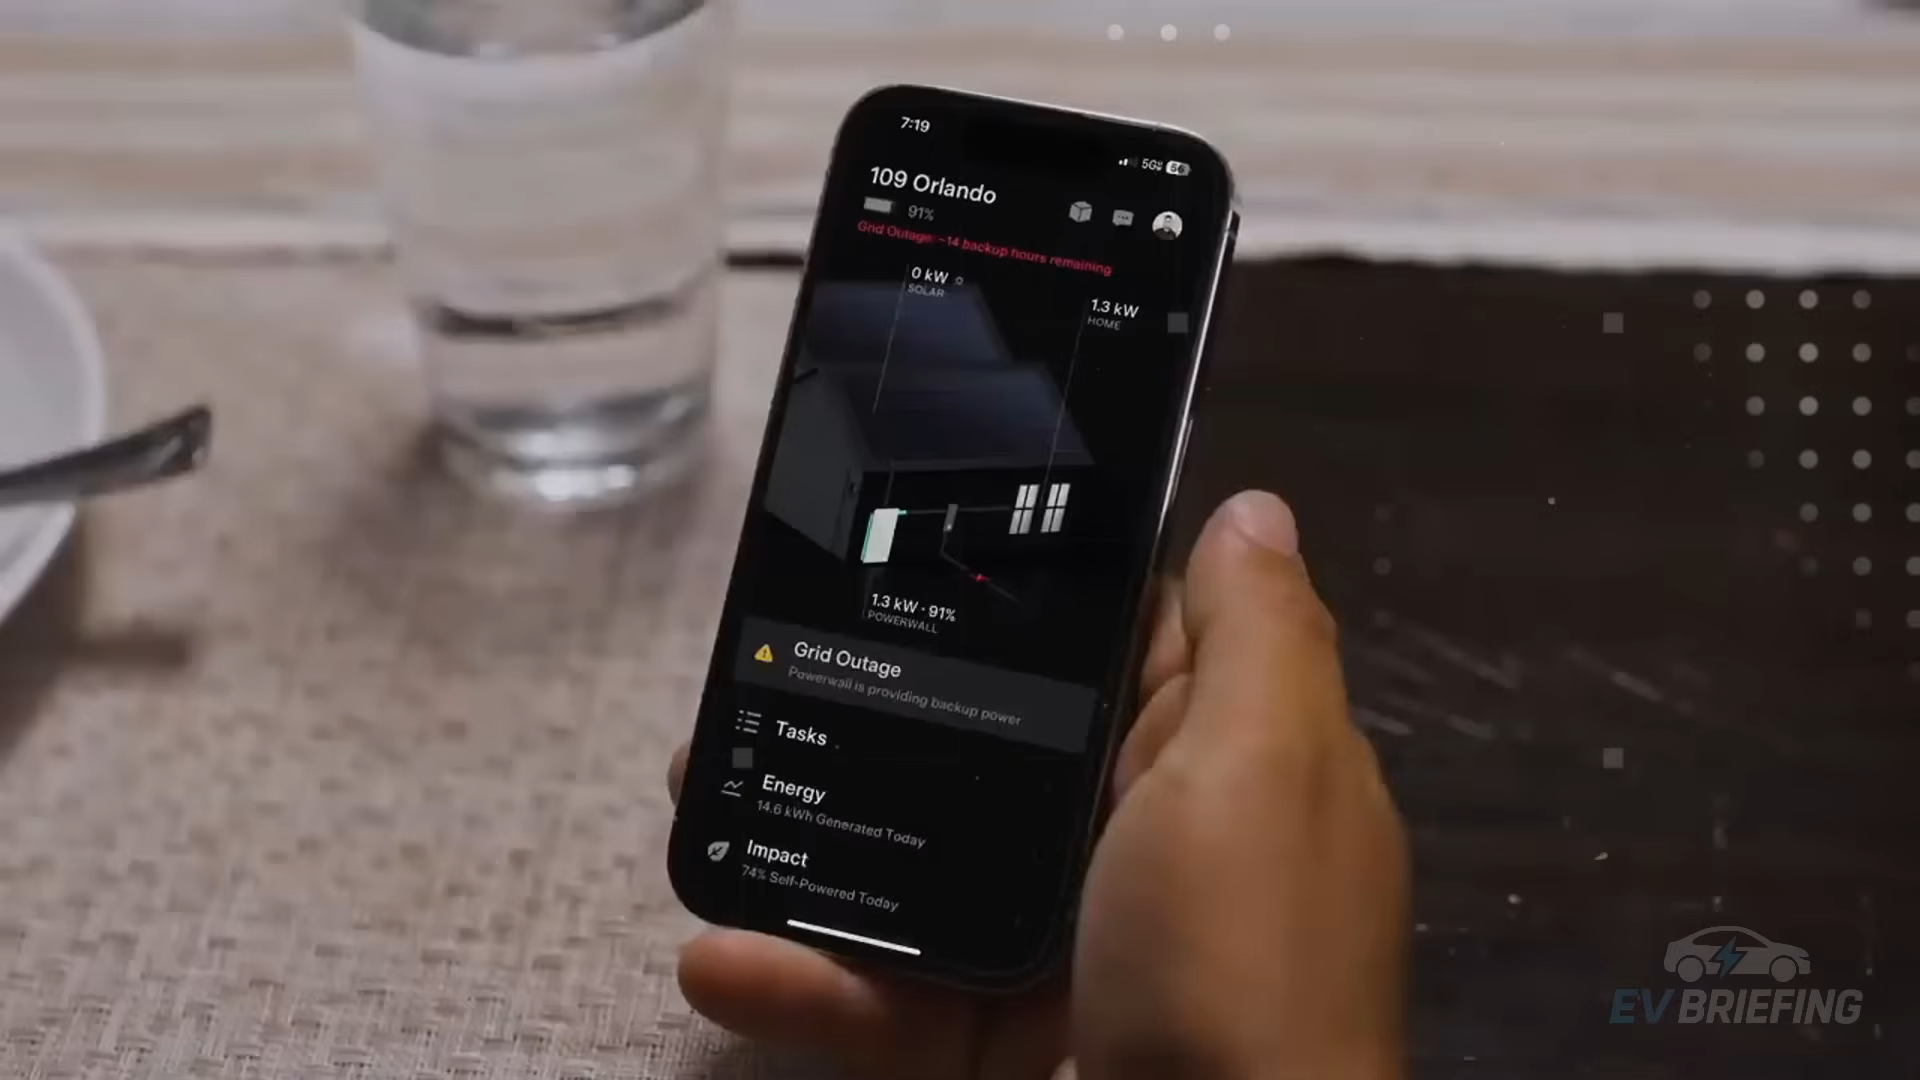 7:19
5G
56
109 Orlando
91%
Grid Outage: ~14 backup hours remaining
0 kW
SOLAR
1.3 kW
HOME
1.3 kW · 91%
POWERWALL
Grid Outage
Powerwall is providing backup power
Tasks
Energy
14.6 kWh Generated Today
Impact
74% Self-Powered Today
EV BRIEFING